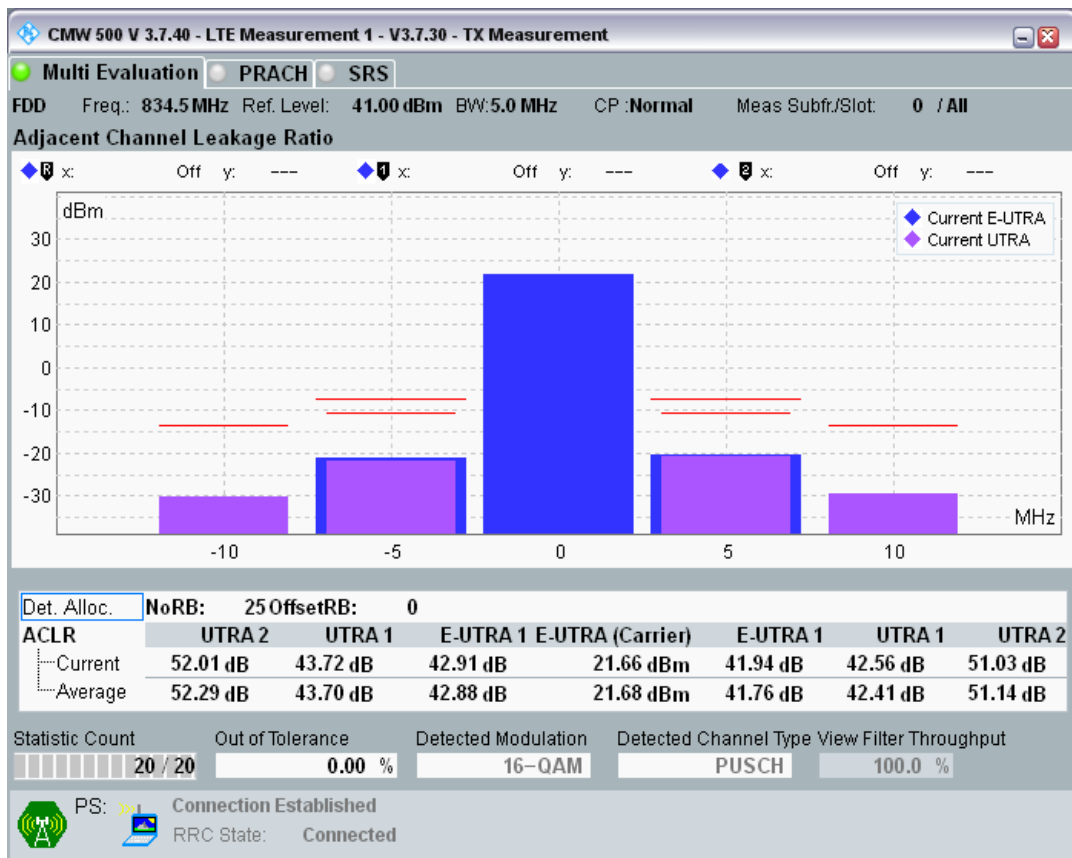 CMW 500 V 3.7.40 - LTE Measurement 1 - V3.7.30 - TX Measurement
Multi Evaluation PRACH SRS
FDD Freq.: 834.5 MHz Ref. Level: 41.00 dBm BW:5.0 MHz CP :Normal Meas Subfr./Slot: 0 / All
Adjacent Channel Leakage Ratio
R x: Off y: --- 1 x: Off y: --- 2 x: Off y: ---
dBm
Current E-UTRA
Current UTRA
30
20
10
0
-10
-20
-30
MHz
-10 -5 0 5 10
Det. Alloc. NoRB: 25 OffsetRB: 0
ACLR UTRA 2 UTRA 1 E-UTRA 1 E-UTRA (Carrier) E-UTRA 1 UTRA 1 UTRA 2
Current 52.01 dB 43.72 dB 42.91 dB 21.66 dBm 41.94 dB 42.56 dB 51.03 dB
Average 52.29 dB 43.70 dB 42.88 dB 21.68 dBm 41.76 dB 42.41 dB 51.14 dB
Statistic Count Out of Tolerance Detected Modulation Detected Channel Type View Filter Throughput
20 / 20 0.00 % 16-QAM PUSCH 100.0 %
PS: Connection Established
RRC State: Connected